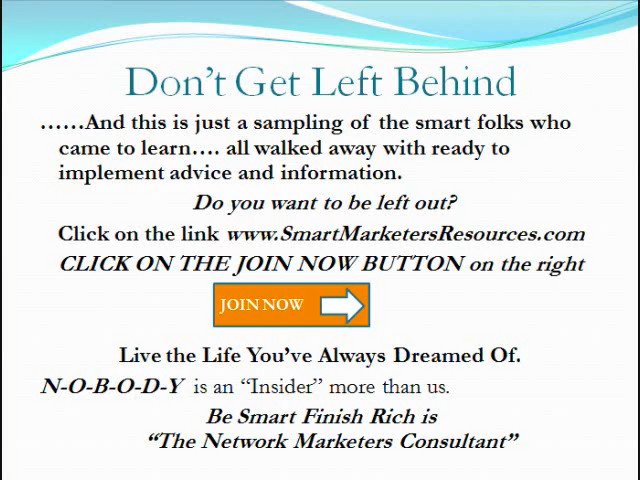 Don't Get Left Behind
……And this is just a sampling of the smart folks who
came to learn…. all walked away with ready to
implement advice and information.
Do you want to be left out?
Click on the link www.SmartMarketersResources.com
CLICK ON THE JOIN NOW BUTTON on the right
JOIN NOW
Live the Life You've Always Dreamed Of.
N-O-B-O-D-Y is an "Insider" more than us.
Be Smart Finish Rich is
"The Network Marketers Consultant"